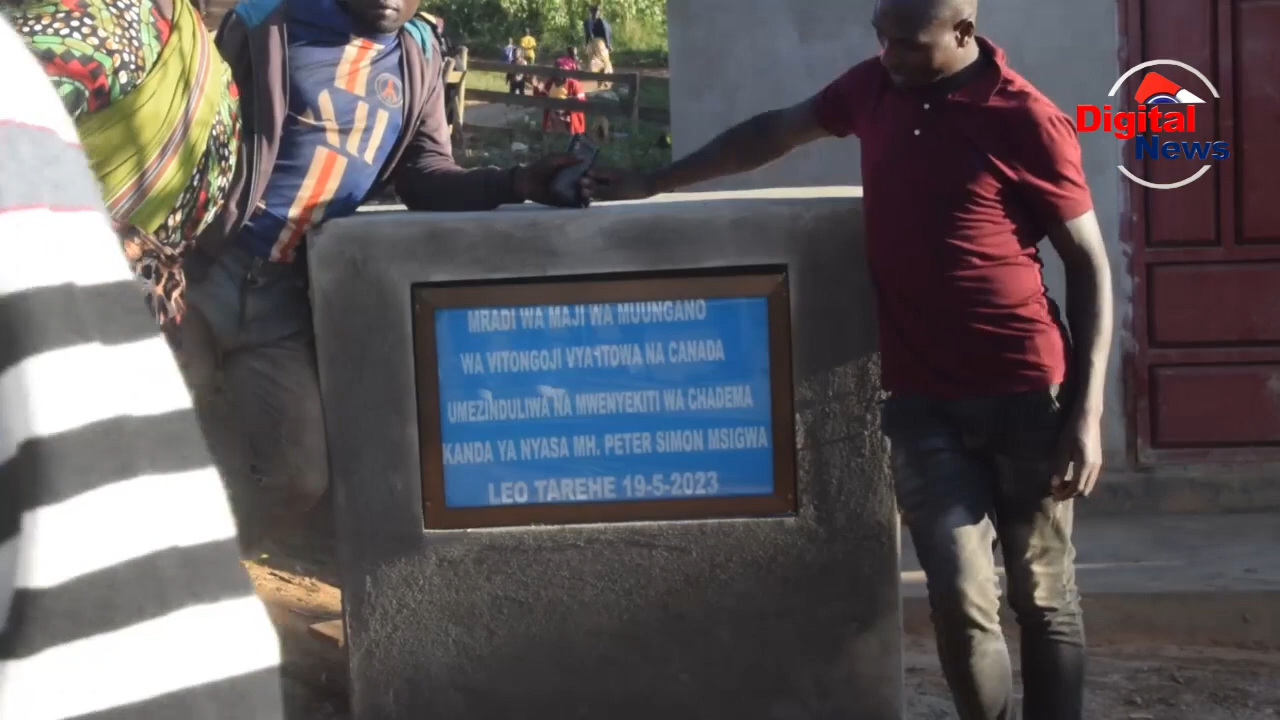 MRADI WA MAJI WA MUUNGANO
WA VITONGOJI VYA ITOWA NA CANADA
UMEZINDULIWA NA MWENYEKITI WA CHADEMA
KANDA YA NYASA MH. PETER SIMON MSIGWA
LEO TAREHE 19-5-2023
Digital
News